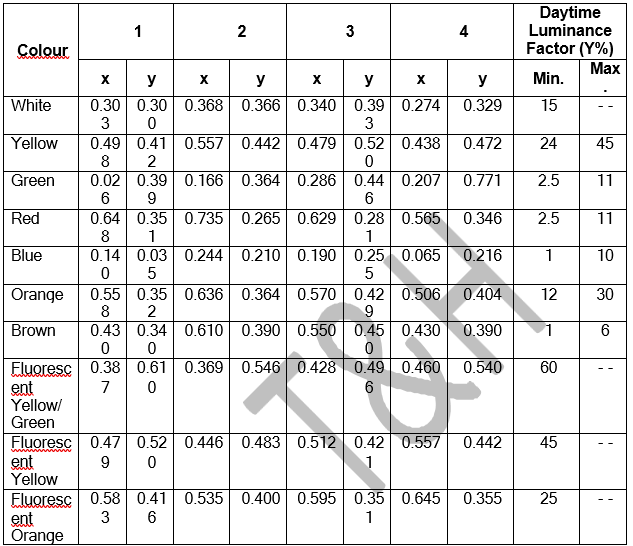 Colour 1 2 3 4 Daytime Luminance Factor (Y%)
x y x y x y x y Min. Max.
White 0.303 0.300 0.368 0.366 0.340 0.393 0.274 0.329 15 - -
Yellow 0.498 0.412 0.557 0.442 0.479 0.520 0.438 0.472 24 45
Green 0.026 0.399 0.166 0.364 0.286 0.446 0.207 0.771 2.5 11
Red 0.648 0.351 0.735 0.265 0.629 0.281 0.565 0.346 2.5 11
Blue 0.140 0.035 0.244 0.210 0.190 0.255 0.065 0.216 1 10
Orange 0.558 0.352 0.636 0.364 0.570 0.429 0.506 0.404 12 30
Brown 0.430 0.340 0.610 0.390 0.550 0.450 0.430 0.390 1 6
Fluorescent Yellow/ Green 0.387 0.610 0.369 0.546 0.428 0.496 0.460 0.540 60 - -
Fluorescent Yellow 0.479 0.520 0.446 0.483 0.512 0.421 0.557 0.442 45 - -
Fluorescent Orange 0.583 0.416 0.535 0.400 0.595 0.351 0.645 0.355 25 - -
T&H